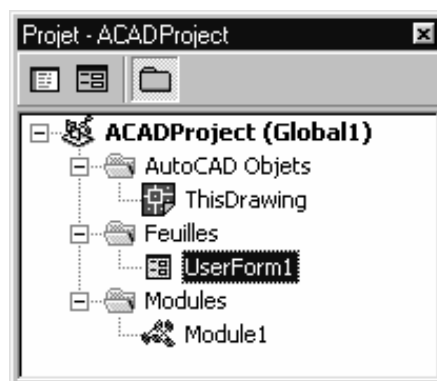 Projet - ACADProject
ACADProject (Global1)
AutoCAD Objets
ThisDrawing
Feuilles
UserForm1
Modules
Module1